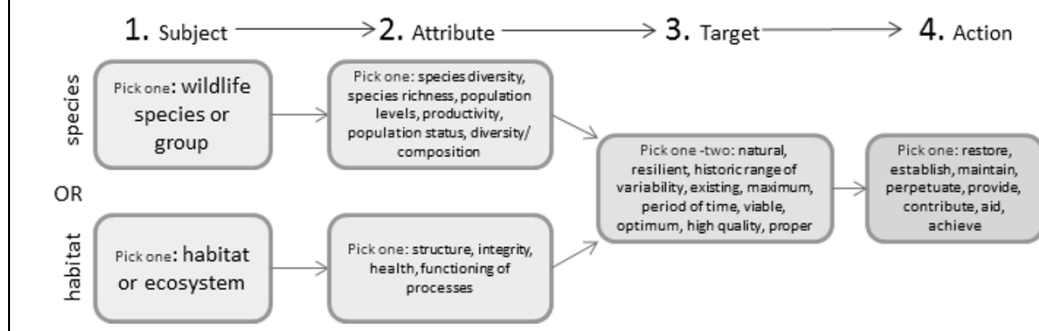 1. Subject 2. Attribute 3. Target 4. Action
species
Pick one: wildlife
species or
group
Pick one: species diversity,
species richness, population
levels, productivity,
population status, diversity/
composition
OR
habitat
Pick one: habitat
or ecosystem
Pick one: structure, integrity,
health, functioning of
processes
Pick one -two: natural,
resilient, historic range of
variability, existing, maximum,
period of time, viable,
optimum, high quality, proper
Pick one: restore,
establish, maintain,
perpetuate, provide,
contribute, aid,
achieve